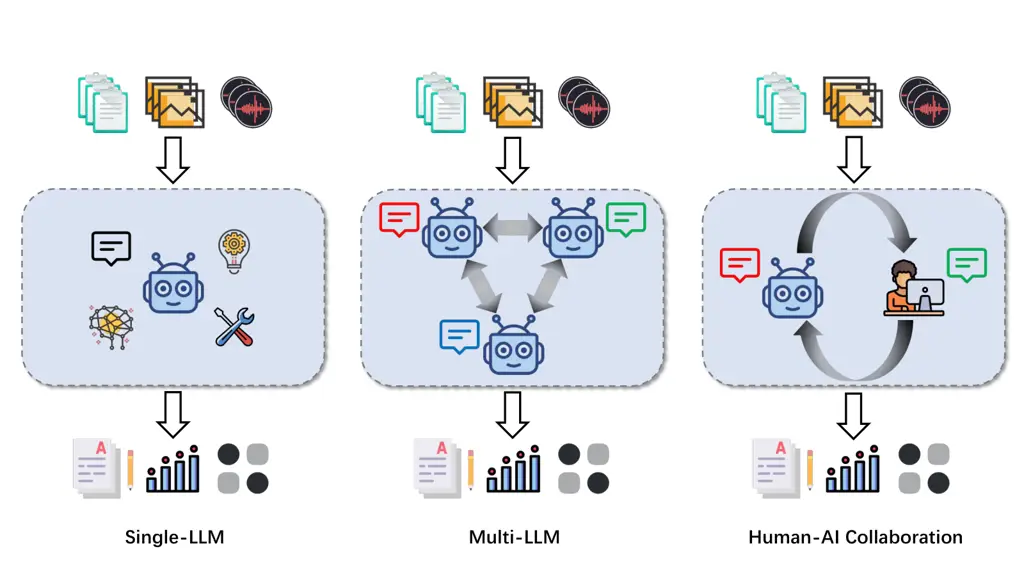 A
A
A
Single-LLM
Multi-LLM
Human-AI Collaboration